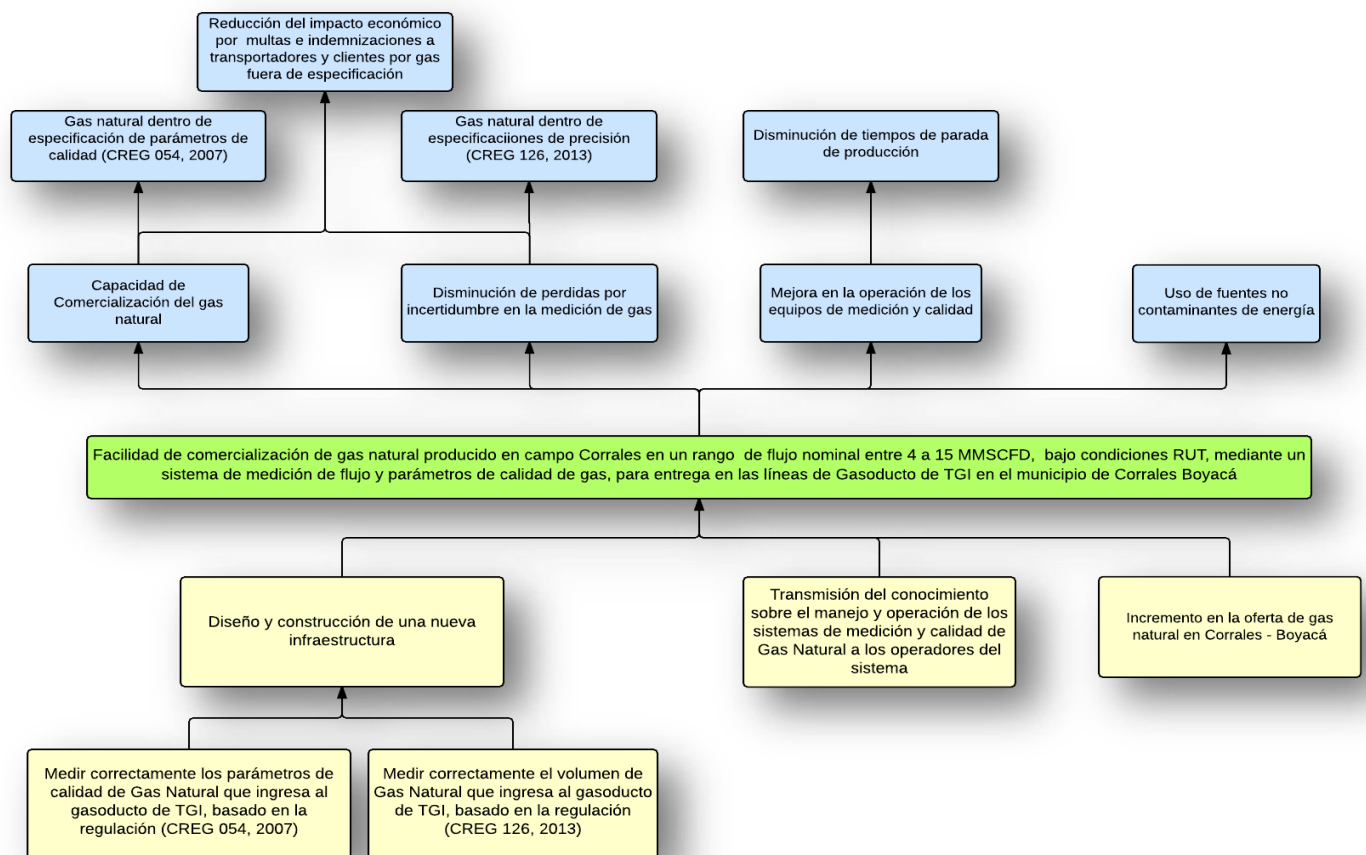 Reducción del impacto económico
por multas e indemnizaciones a
transportadores y clientes por gas
fuera de especificación
Gas natural dentro de
especificación de parámetros de
calidad (CREG 054, 2007)
Gas natural dentro de
especificaciiones de precisión
(CREG 126, 2013)
Disminución de tiempos de parada
de producción
Capacidad de
Comercialización del gas
natural
Disminución de perdidas por
incertidumbre en la medición de gas
Mejora en la operación de los
equipos de medición y calidad
Uso de fuentes no
contaminantes de energía
Facilidad de comercialización de gas natural producido en campo Corrales en un rango de flujo nominal entre 4 a 15 MMSCFD, bajo condiciones RUT, mediante un
sistema de medición de flujo y parámetros de calidad de gas, para entrega en las líneas de Gasoducto de TGI en el municipio de Corrales Boyacá
Diseño y construcción de una nueva
infraestructura
Transmisión del conocimiento
sobre el manejo y operación de los
sistemas de medición y calidad de
Gas Natural a los operadores del
sistema
Incremento en la oferta de gas
natural en Corrales - Boyacá
Medir correctamente los parámetros de
calidad de Gas Natural que ingresa al
gasoducto de TGI, basado en la
regulación (CREG 054, 2007)
Medir correctamente el volumen de
Gas Natural que ingresa al gasoducto
de TGI, basado en la regulación
(CREG 126, 2013)